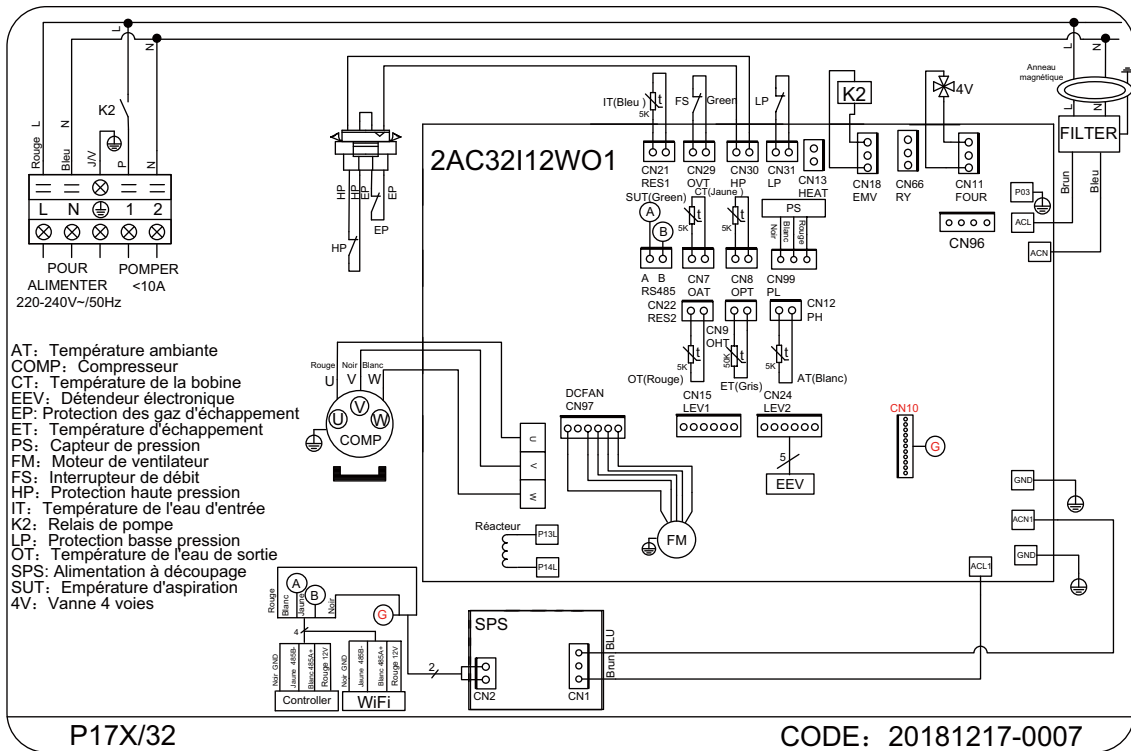 L
N
L
N
K2
Rouge L
Bleu N
J/V
P
N
L N 1 2
POUR
ALIMENTER
220-240V~/50Hz
POMPER
<10A
HP
HP
EP
EP
HP
EP
IT(Bleu )
5K
t
FS
Green
LP
K2
4V
Anneau
magnétique
L
N
L
N
FILTER
Brun
Bleu
2AC32I12WO1
CN21
RES1
CN29
OVT
CN30
HP
CN31
LP
CN13
HEAT
CN18
EMV
CN66
RY
CN11
FOUR
CN96
P03
ACL
ACN
SUT(Green)
CT(Jaune )
A
B
5K
t
5K
t
PS
Noir
Blanc
Rouge
A B
RS485
CN7
OAT
CN8
OPT
CN99
PL
CN22
RES2
CN9
OHT
CN12
PH
5K
t
50K
t
5K
t
OT(Rouge)
ET(Gris)
AT(Blanc)
DCFAN
CN97
CN15
LEV1
CN24
LEV2
5
EEV
CN10
G
FM
Rouge Noir Blanc
U V W
U V W
COMP
U
V
W
Réacteur
P13L
P14L
GND
ACN1
GND
ACL1
AT: Température ambiante
COMP: Compresseur
CT: Température de la bobine
EEV: Détendeur électronique
EP: Protection des gaz d'échappement
ET: Température d'échappement
PS: Capteur de pression
FM: Moteur de ventilateur
FS: Interrupteur de débit
HP: Protection haute pression
IT: Température de l'eau d'entrée
K2: Relais de pompe
LP: Protection basse pression
OT: Température de l'eau de sortie
SPS: Alimentation à découpage
SUT: Empérature d'aspiration
4V: Vanne 4 voies
Rouge
Blanc
A
Jaune
B
Noir
G
4
Noir GND
Jaune 485B-
Blanc 485A+
Rouge 12V
Noir GND
Jaune 485B-
Blanc 485A+
Rouge 12V
Controller
WiFi
2
SPS
CN2
CN1
Brun BLU
P17X/32
CODE: 20181217-0007